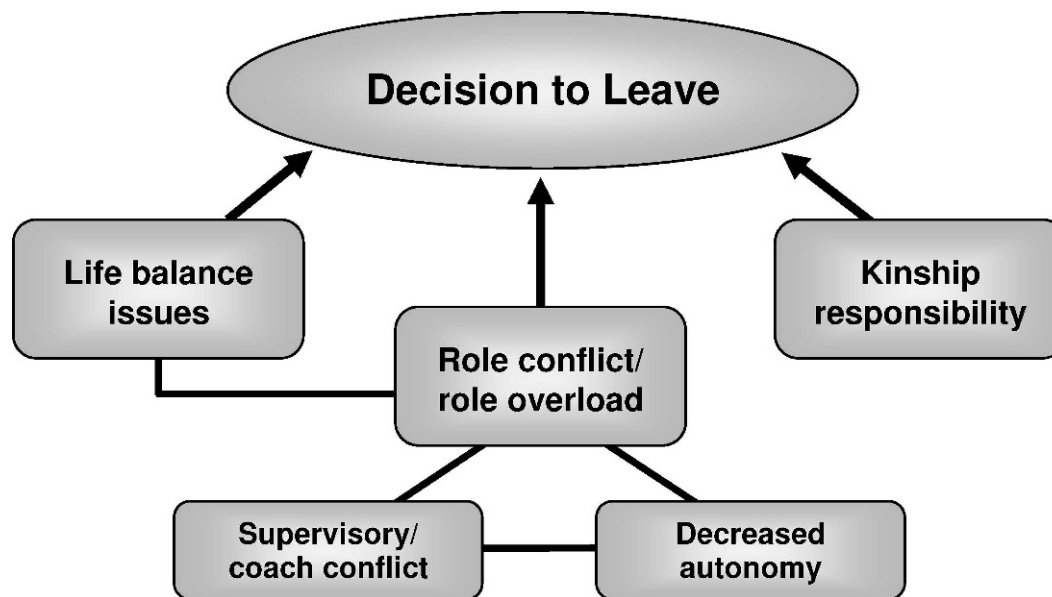 Decision to Leave
Life balance
issues
Kinship
responsibility
Role conflict/
role overload
Supervisory/
coach conflict
Decreased
autonomy